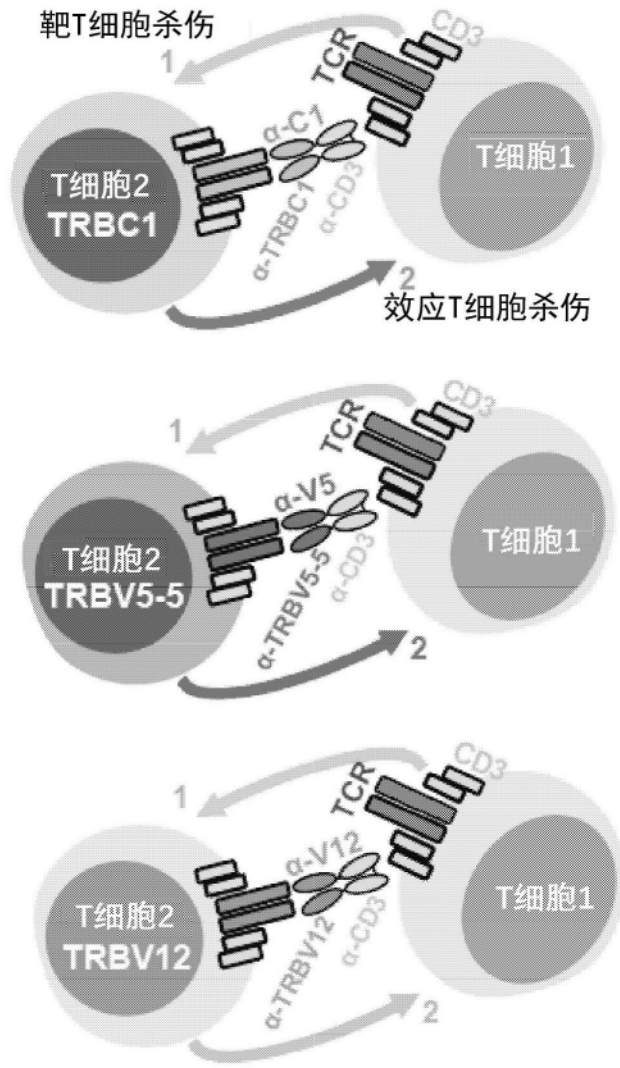 靶T细胞杀伤
1
TCR
CD3
α-C1
T细胞2
TRBC1
T细胞1
α-TRBC1
α-CD3
2
效应T细胞杀伤
1
TCR
CD3
α-V5
T细胞2
TRBV5-5
T细胞1
α-TRBV5-5
α-CD3
2
1
TCR
CD3
α-V12
T细胞2
TRBV12
T细胞1
α-TRBV12
α-CD3
2